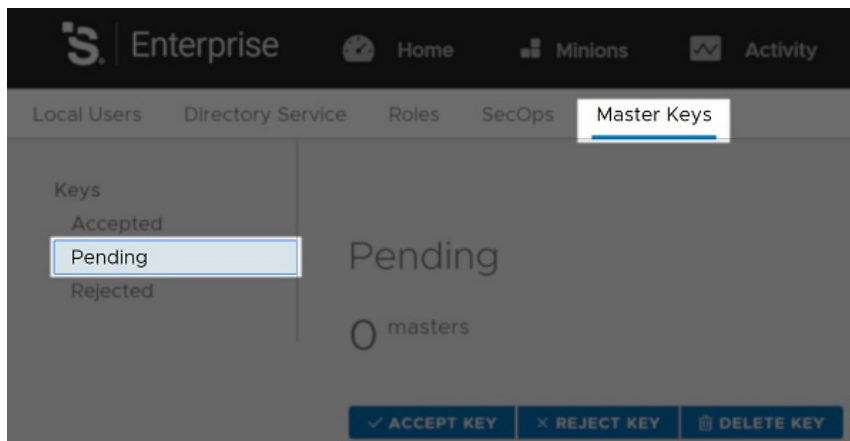 S. Enterprise Home Minions Activity
Local Users Directory Service Roles SecOps Master Keys
Keys
Accepted
Pending
Rejected
Pending
0 masters
ACCEPT KEY REJECT KEY DELETE KEY